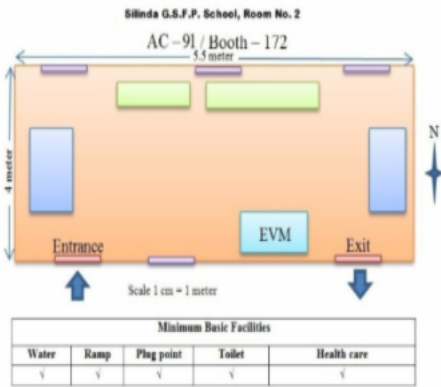 Silinda G.S.F.P. School, Room No. 2
AC – 91 / Booth – 172
5.5 meter
4 meter
N
EVM
Entrance
Exit
Scale 1 cm = 1 meter
Minimum Basic Facilities
Water Ramp Plug point Toilet Health care
√ √ √ √ √